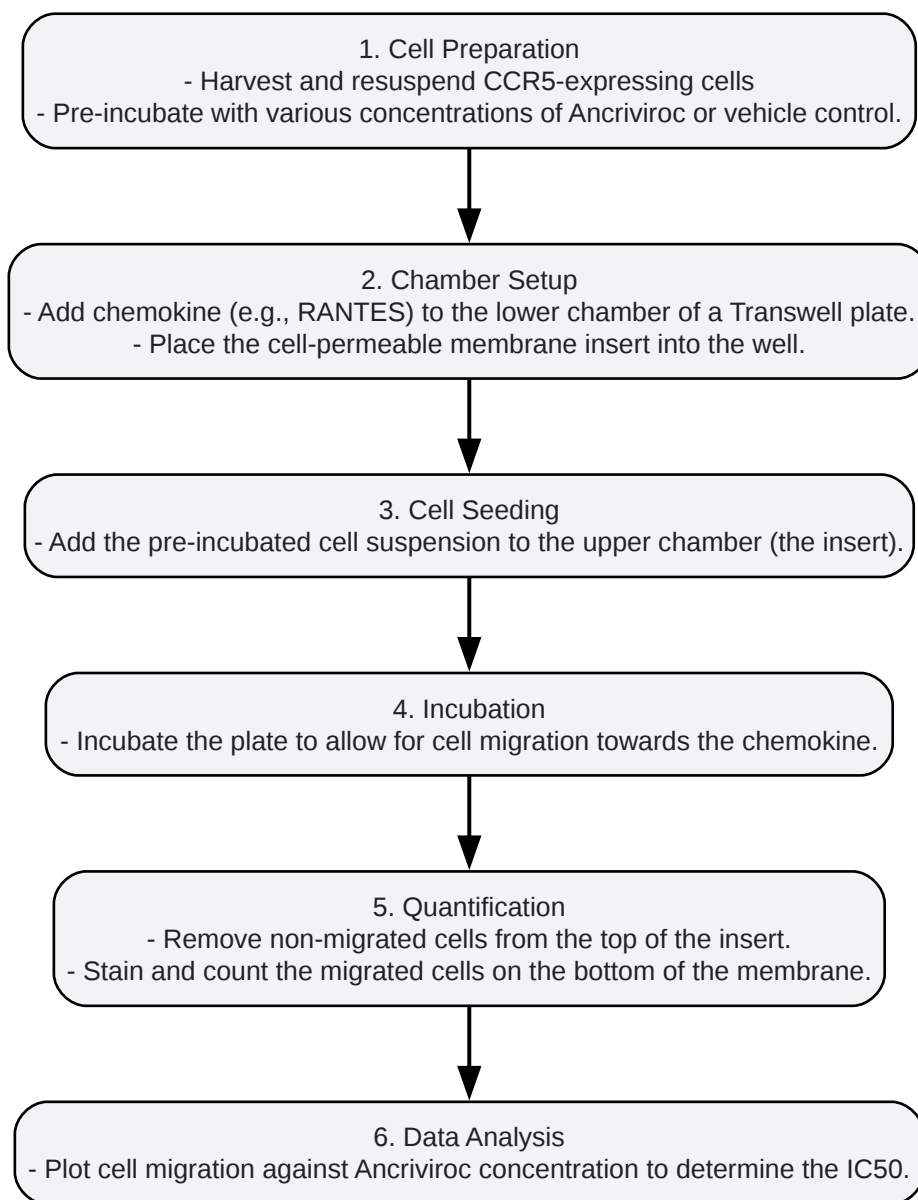 1. Cell Preparation
- Harvest and resuspend CCR5-expressing cells
- Pre-incubate with various concentrations of Ancriviroc or vehicle control.
2. Chamber Setup
- Add chemokine (e.g., RANTES) to the lower chamber of a Transwell plate.
- Place the cell-permeable membrane insert into the well.
3. Cell Seeding
- Add the pre-incubated cell suspension to the upper chamber (the insert).
4. Incubation
- Incubate the plate to allow for cell migration towards the chemokine.
5. Quantification
- Remove non-migrated cells from the top of the insert.
- Stain and count the migrated cells on the bottom of the membrane.
6. Data Analysis
- Plot cell migration against Ancriviroc concentration to determine the IC50.